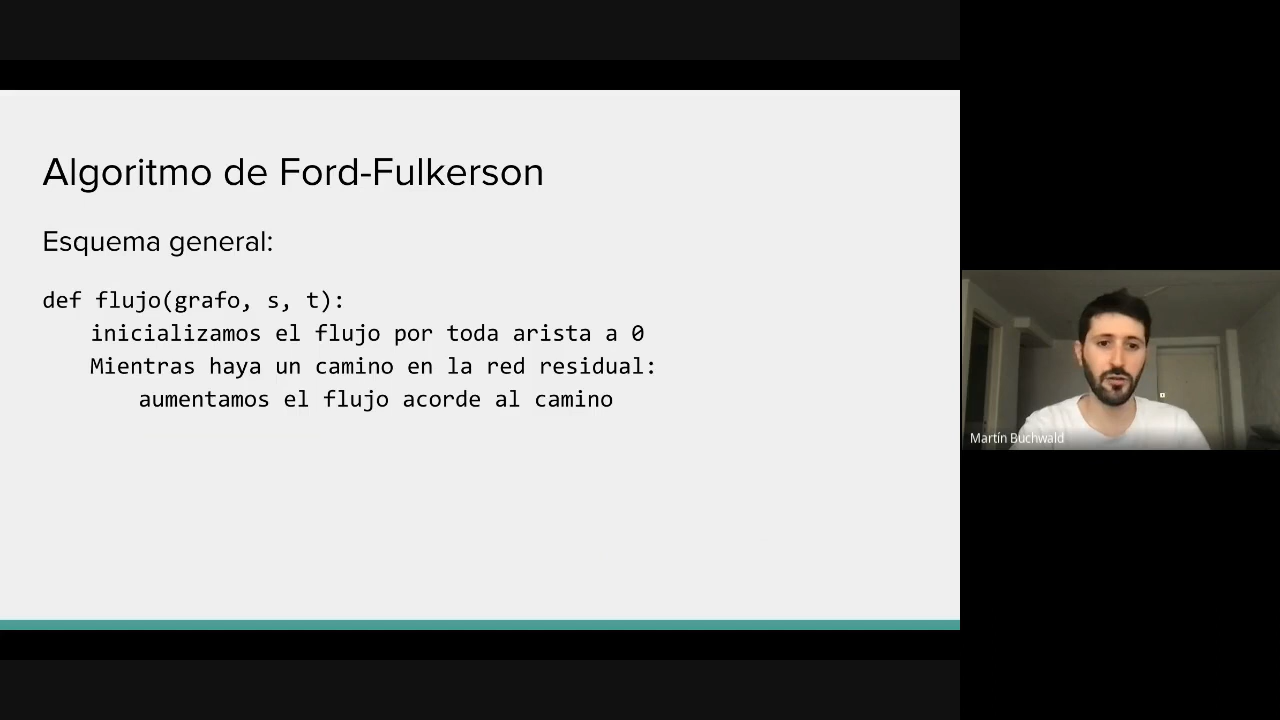 Algoritmo de Ford-Fulkerson
Esquema general:
def flujo(grafo, s, t):
inicializamos el flujo por toda arista a 0
Mientras haya un camino en la red residual:
aumentamos el flujo acorde al camino
Martín Buchwald